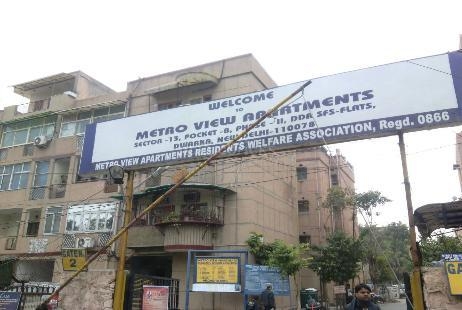 WELCOME
TO
METRO VIEW APARTMENTS
SECTOR -13, POCKET -B, PHASE -II, DDA SFS-FLATS,
DWARKA, NEW DELHI-110078
METRO VIEW APARTMENTS RESIDENTS WELFARE ASSOCIATION, Regd. 0866
GATE No.
2